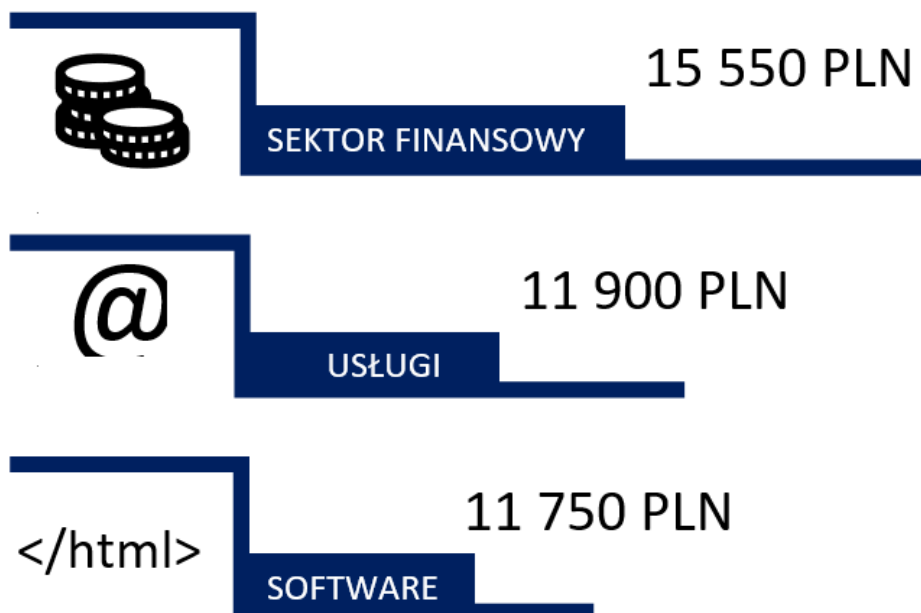 15 550 PLN
SEKTOR FINANSOWY
@
11 900 PLN
USŁUGI
11 750 PLN
</html>
SOFTWARE